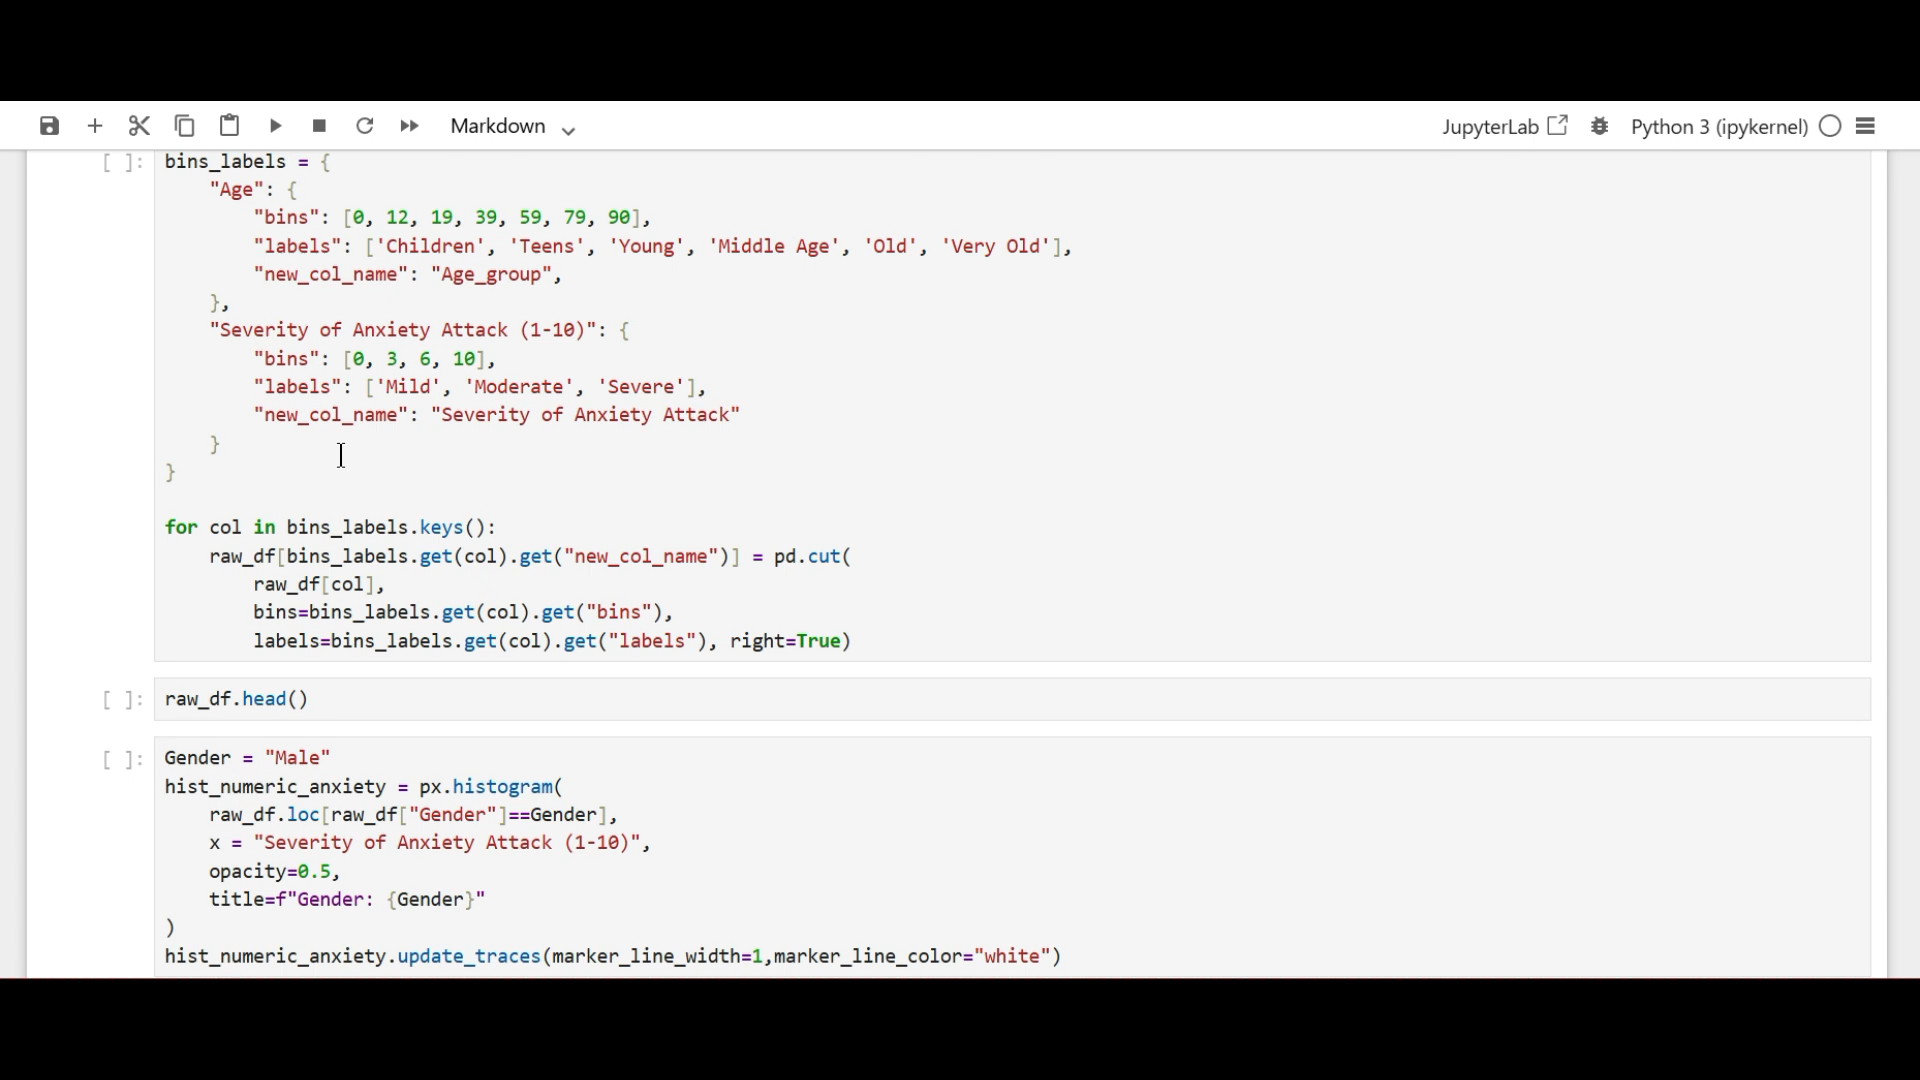 Markdown
JupyterLab
Python 3 (ipykernel)
[ ]: bins_labels = {
    "Age": {
        "bins": [0, 12, 19, 39, 59, 79, 90],
        "labels": ['Children', 'Teens', 'Young', 'Middle Age', 'Old', 'Very Old'],
        "new_col_name": "Age_group",
    },
    "Severity of Anxiety Attack (1-10)": {
        "bins": [0, 3, 6, 10],
        "labels": ['Mild', 'Moderate', 'Severe'],
        "new_col_name": "Severity of Anxiety Attack"
    }
}
for col in bins_labels.keys():
    raw_df[bins_labels.get(col).get("new_col_name")] = pd.cut(
        raw_df[col],
        bins=bins_labels.get(col).get("bins"),
        labels=bins_labels.get(col).get("labels"), right=True)
[ ]: raw_df.head()
[ ]: Gender = "Male"
hist_numeric_anxiety = px.histogram(
    raw_df.loc[raw_df["Gender"]==Gender],
    x = "Severity of Anxiety Attack (1-10)",
    opacity=0.5,
    title=f"Gender: {Gender}"
)
hist_numeric_anxiety.update_traces(marker_line_width=1,marker_line_color="white")